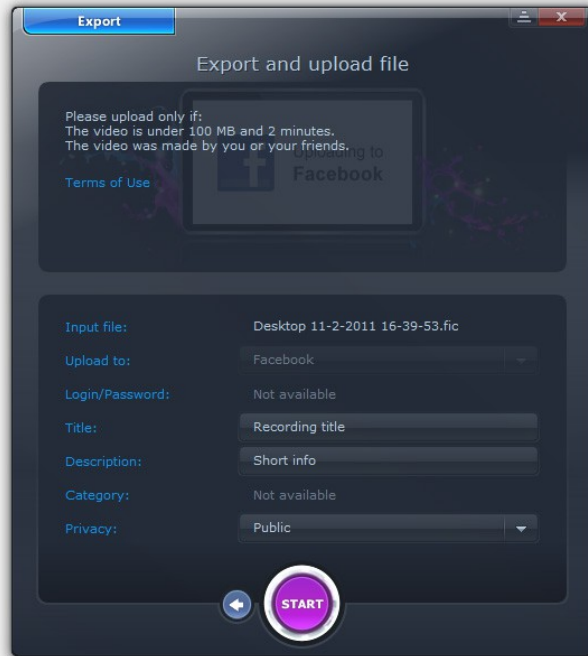 Export
Export and upload file
Please upload only if:
The video is under 100 MB and 2 minutes.
The video was made by you or your friends.
Uploading to
Facebook
Terms of Use
Input file: Desktop 11-2-2011 16-39-53.fic
Upload to: Facebook
Login/Password: Not available
Title: Recording title
Description: Short info
Category: Not available
Privacy: Public
START